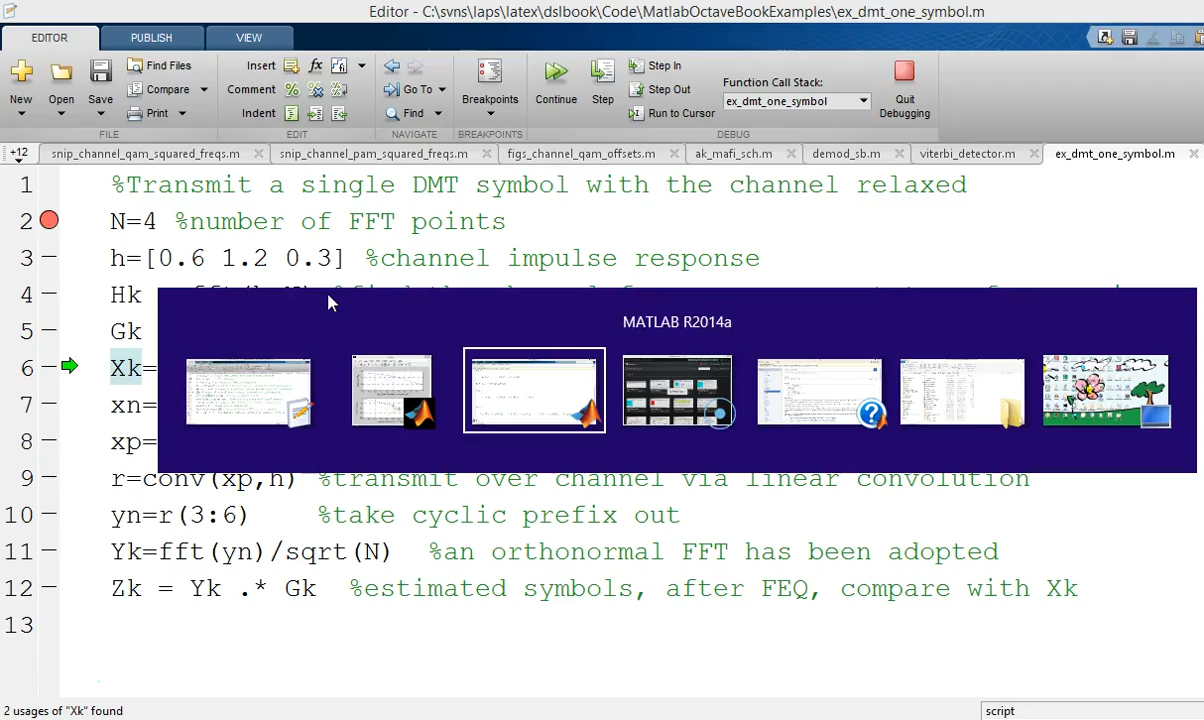 Editor - C:\svns\laps\latex\dslbook\Code\MatlabOctaveBookExamples\ex_dmt_one_symbol.m
EDITOR PUBLISH VIEW
New Open Save Find Files Compare Print
Insert Comment Indent
Go To Find
Breakpoints
Continue Step Step In Step Out Run to Cursor
Function Call Stack:
ex_dmt_one_symbol
Quit Debugging
FILE EDIT NAVIGATE BREAKPOINTS DEBUG
+12 snip_channel_qam_squared_freqs.m snip_channel_pam_squared_freqs.m figs_channel_qam_offsets.m ak_mafi_sch.m demod_sb.m viterbi_detector.m ex_dmt_one_symbol.m
1 %Transmit a single DMT symbol with the channel relaxed
2 N=4 %number of FFT points
3 h=[0.6 1.2 0.3] %channel impulse response
4 Hk
MATLAB R2014a
5 Gk
6 Xk=
7 xn=
8 xp=
9 r=conv(xp,h) %transmit over channel via linear convolution
10 yn=r(3:6) %take cyclic prefix out
11 Yk=fft(yn)/sqrt(N) %an orthonormal FFT has been adopted
12 Zk = Yk .* Gk %estimated symbols, after FEQ, compare with Xk
13
2 usages of "Xk" found
script